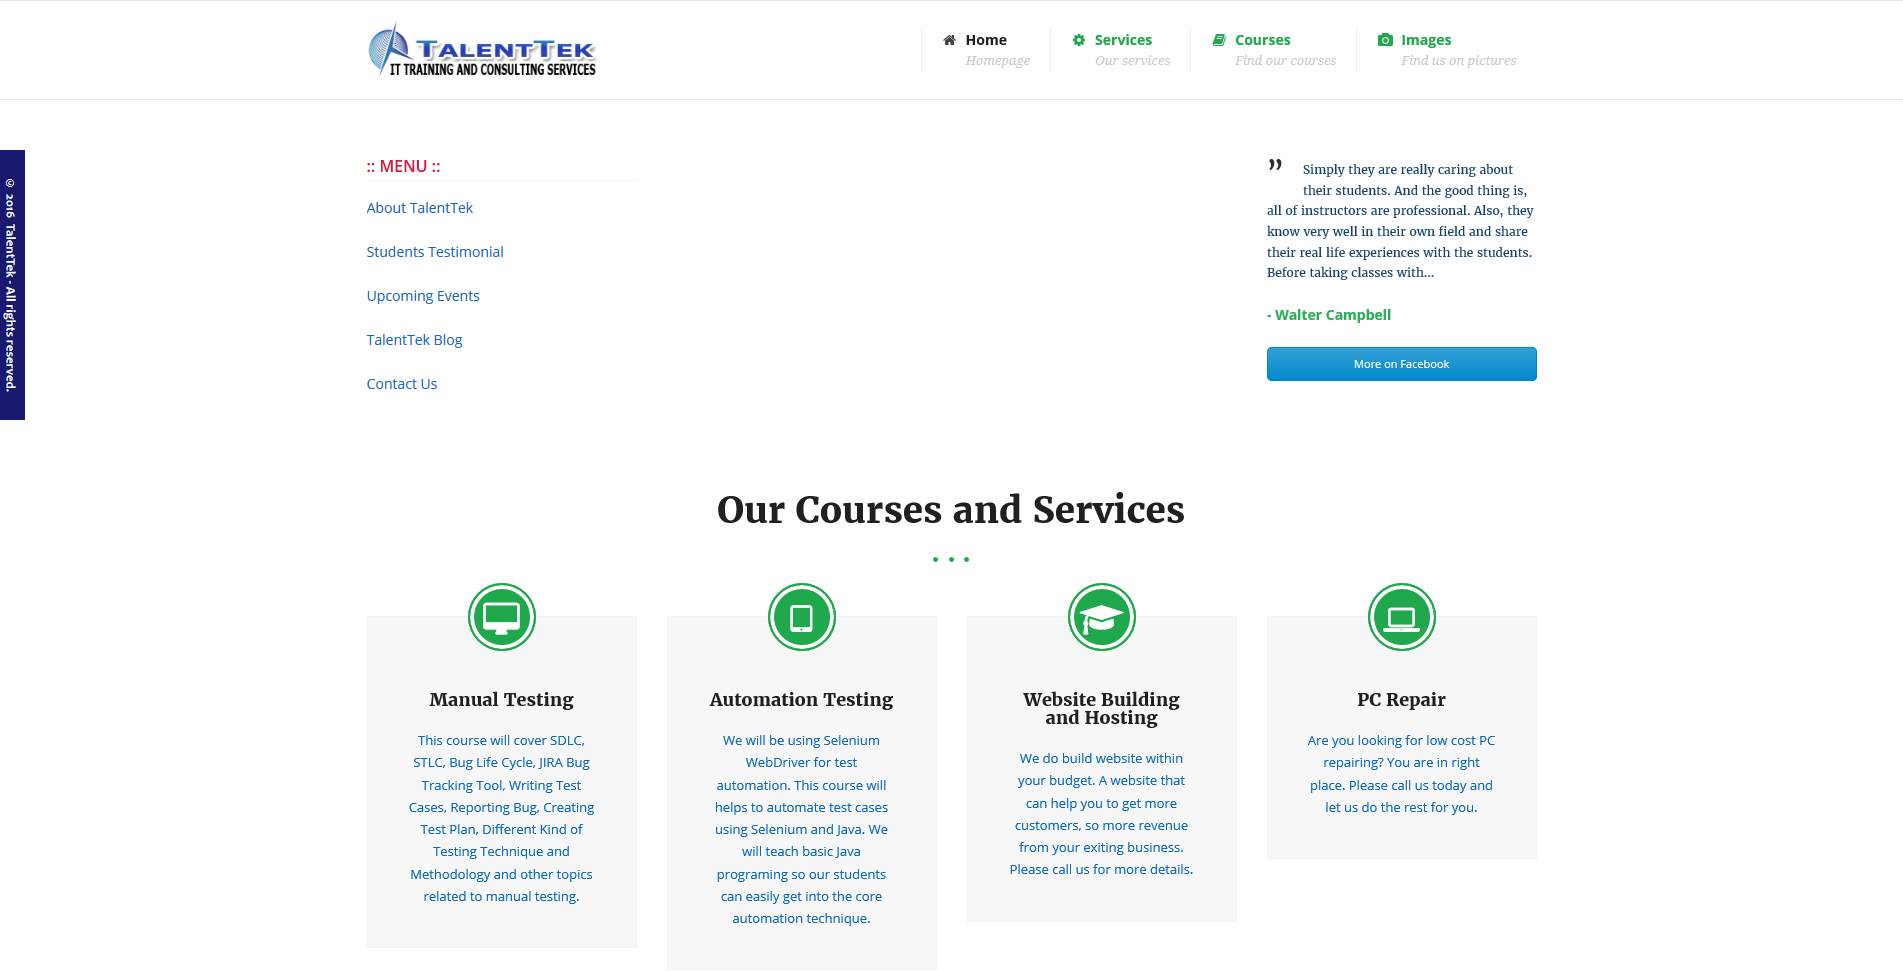 TALENTTEK
IT TRAINING AND CONSULTING SERVICES
Home
Homepage
Services
Our services
Courses
Find our courses
Images
Find us on pictures
© 2016 TalentTek - All rights reserved.
:: MENU ::
About TalentTek
Students Testimonial
Upcoming Events
TalentTek Blog
Contact Us
” Simply they are really caring about
their students. And the good thing is,
all of instructors are professional. Also, they
know very well in their own field and share
their real life experiences with the students.
Before taking classes with...
- Walter Campbell
More on Facebook
Our Courses and Services
Manual Testing
This course will cover SDLC,
STLC, Bug Life Cycle, JIRA Bug
Tracking Tool, Writing Test
Cases, Reporting Bug, Creating
Test Plan, Different Kind of
Testing Technique and
Methodology and other topics
related to manual testing.
Automation Testing
We will be using Selenium
WebDriver for test
automation. This course will
helps to automate test cases
using Selenium and Java. We
will teach basic Java
programing so our students
can easily get into the core
automation technique.
Website Building
and Hosting
We do build website within
your budget. A website that
can help you to get more
customers, so more revenue
from your exiting business.
Please call us for more details.
PC Repair
Are you looking for low cost PC
repairing? You are in right
place. Please call us today and
let us do the rest for you.